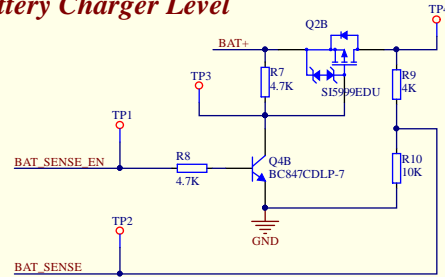 ttery Charger Level
Q2B
TP4
BAT+
TP3
R7
4.7K
SI5999EDU
R9
4K
TP1
BAT_SENSE_EN
R8
4.7K
Q4B
BC847CDLP-7
R10
10K
TP2
GND
BAT_SENSE